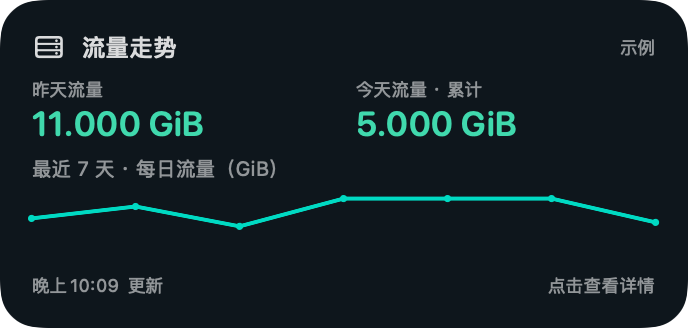 流量走势
示例
昨天流量
今天流量 · 累计
11.000 GiB
5.000 GiB
最近 7 天 · 每日流量（GiB）
晚上 10:09 更新
点击查看详情